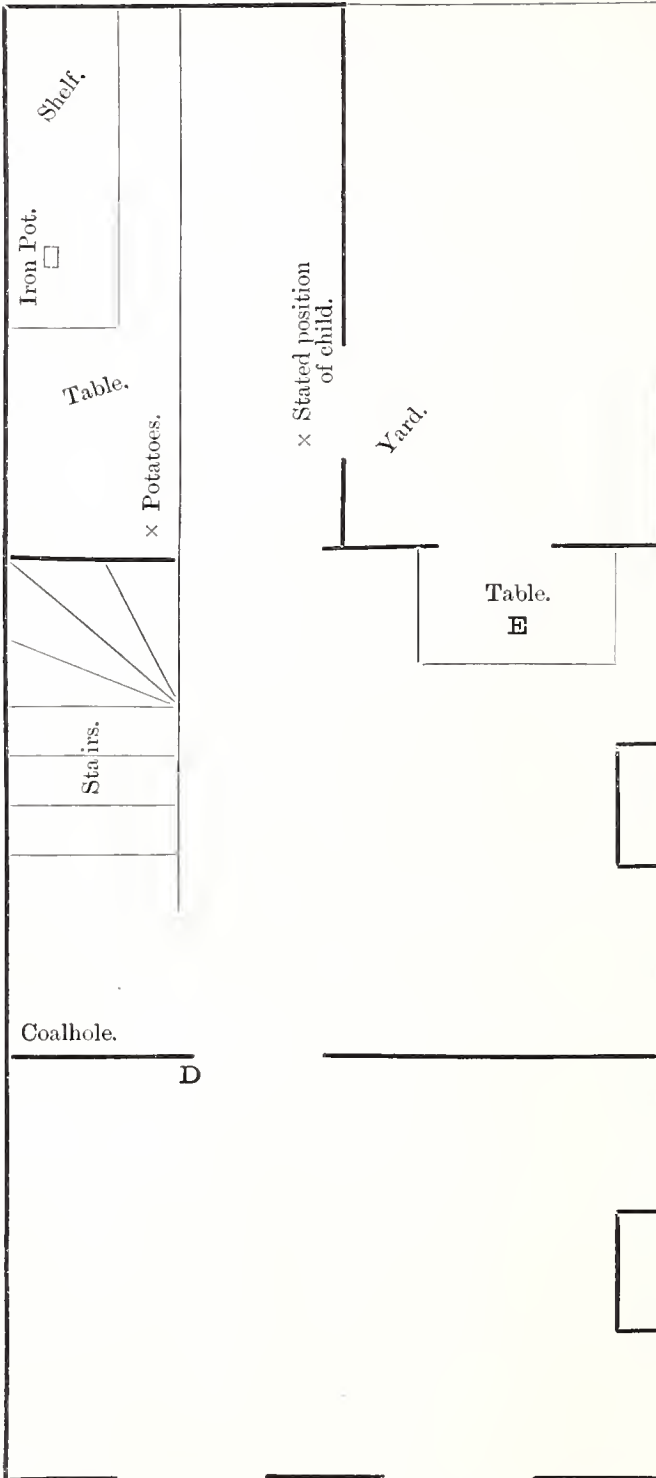 Shelf.
Iron Pot.
Table.
× Potatoes.
× Stated position
of child.
Yard.
Table.
E
Stairs.
Coalhole.
D